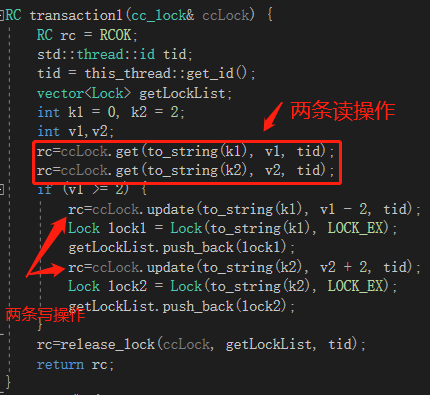 RC transaction1(cc_lock& ccLock) {
RC rc = RCOK;
std::thread::id tid;
tid = this_thread::get_id();
vector<Lock> getLockList;
int k1 = 0, k2 = 2;
两条读操作
int v1,v2;
rc=ccLock.get(to_string(k1), v1, tid);
rc=ccLock.get(to_string(k2), v2, tid);
if (v1 >= 2) {
rc=ccLock.update(to_string(k1), v1 - 2, tid);
Lock lock1 = Lock(to_string(k1), LOCK_EX);
getLockList.push_back(lock1);
rc=ccLock.update(to_string(k2), v2 + 2, tid);
Lock lock2 = Lock(to_string(k2), LOCK_EX);
getLockList.push_back(lock2);
两条写操作
}
rc=release_lock(ccLock, getLockList, tid);
return rc;
}